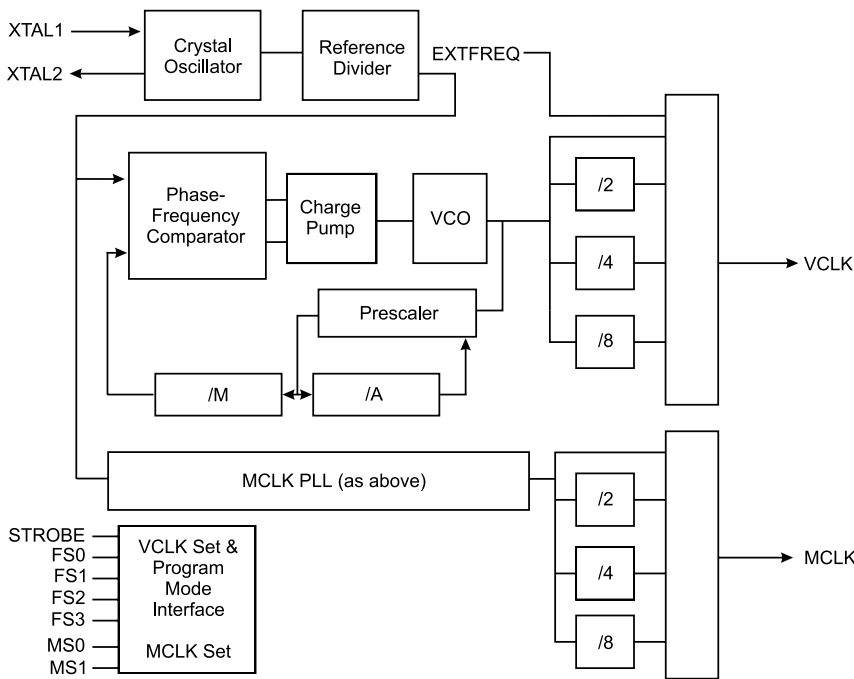 XTAL1
XTAL2
Crystal
Oscillator
Reference
Divider
EXTFREQ
Phase-
Frequency
Comparator
Charge
Pump
VCO
/2
/4
/8
VCLK
Prescaler
/M
/A
MCLK PLL (as above)
/2
/4
/8
MCLK
STROBE
FS0
FS1
FS2
FS3
MS0
MS1
VCLK Set &
Program
Mode
Interface
MCLK Set